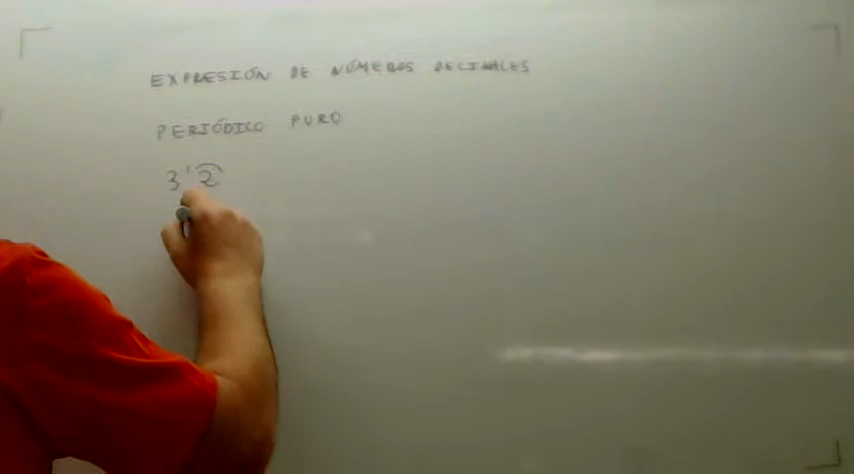 EXPRESIÓN DE NÚMEROS DECIMALES
PERIÓDICO PURO
3'2̑